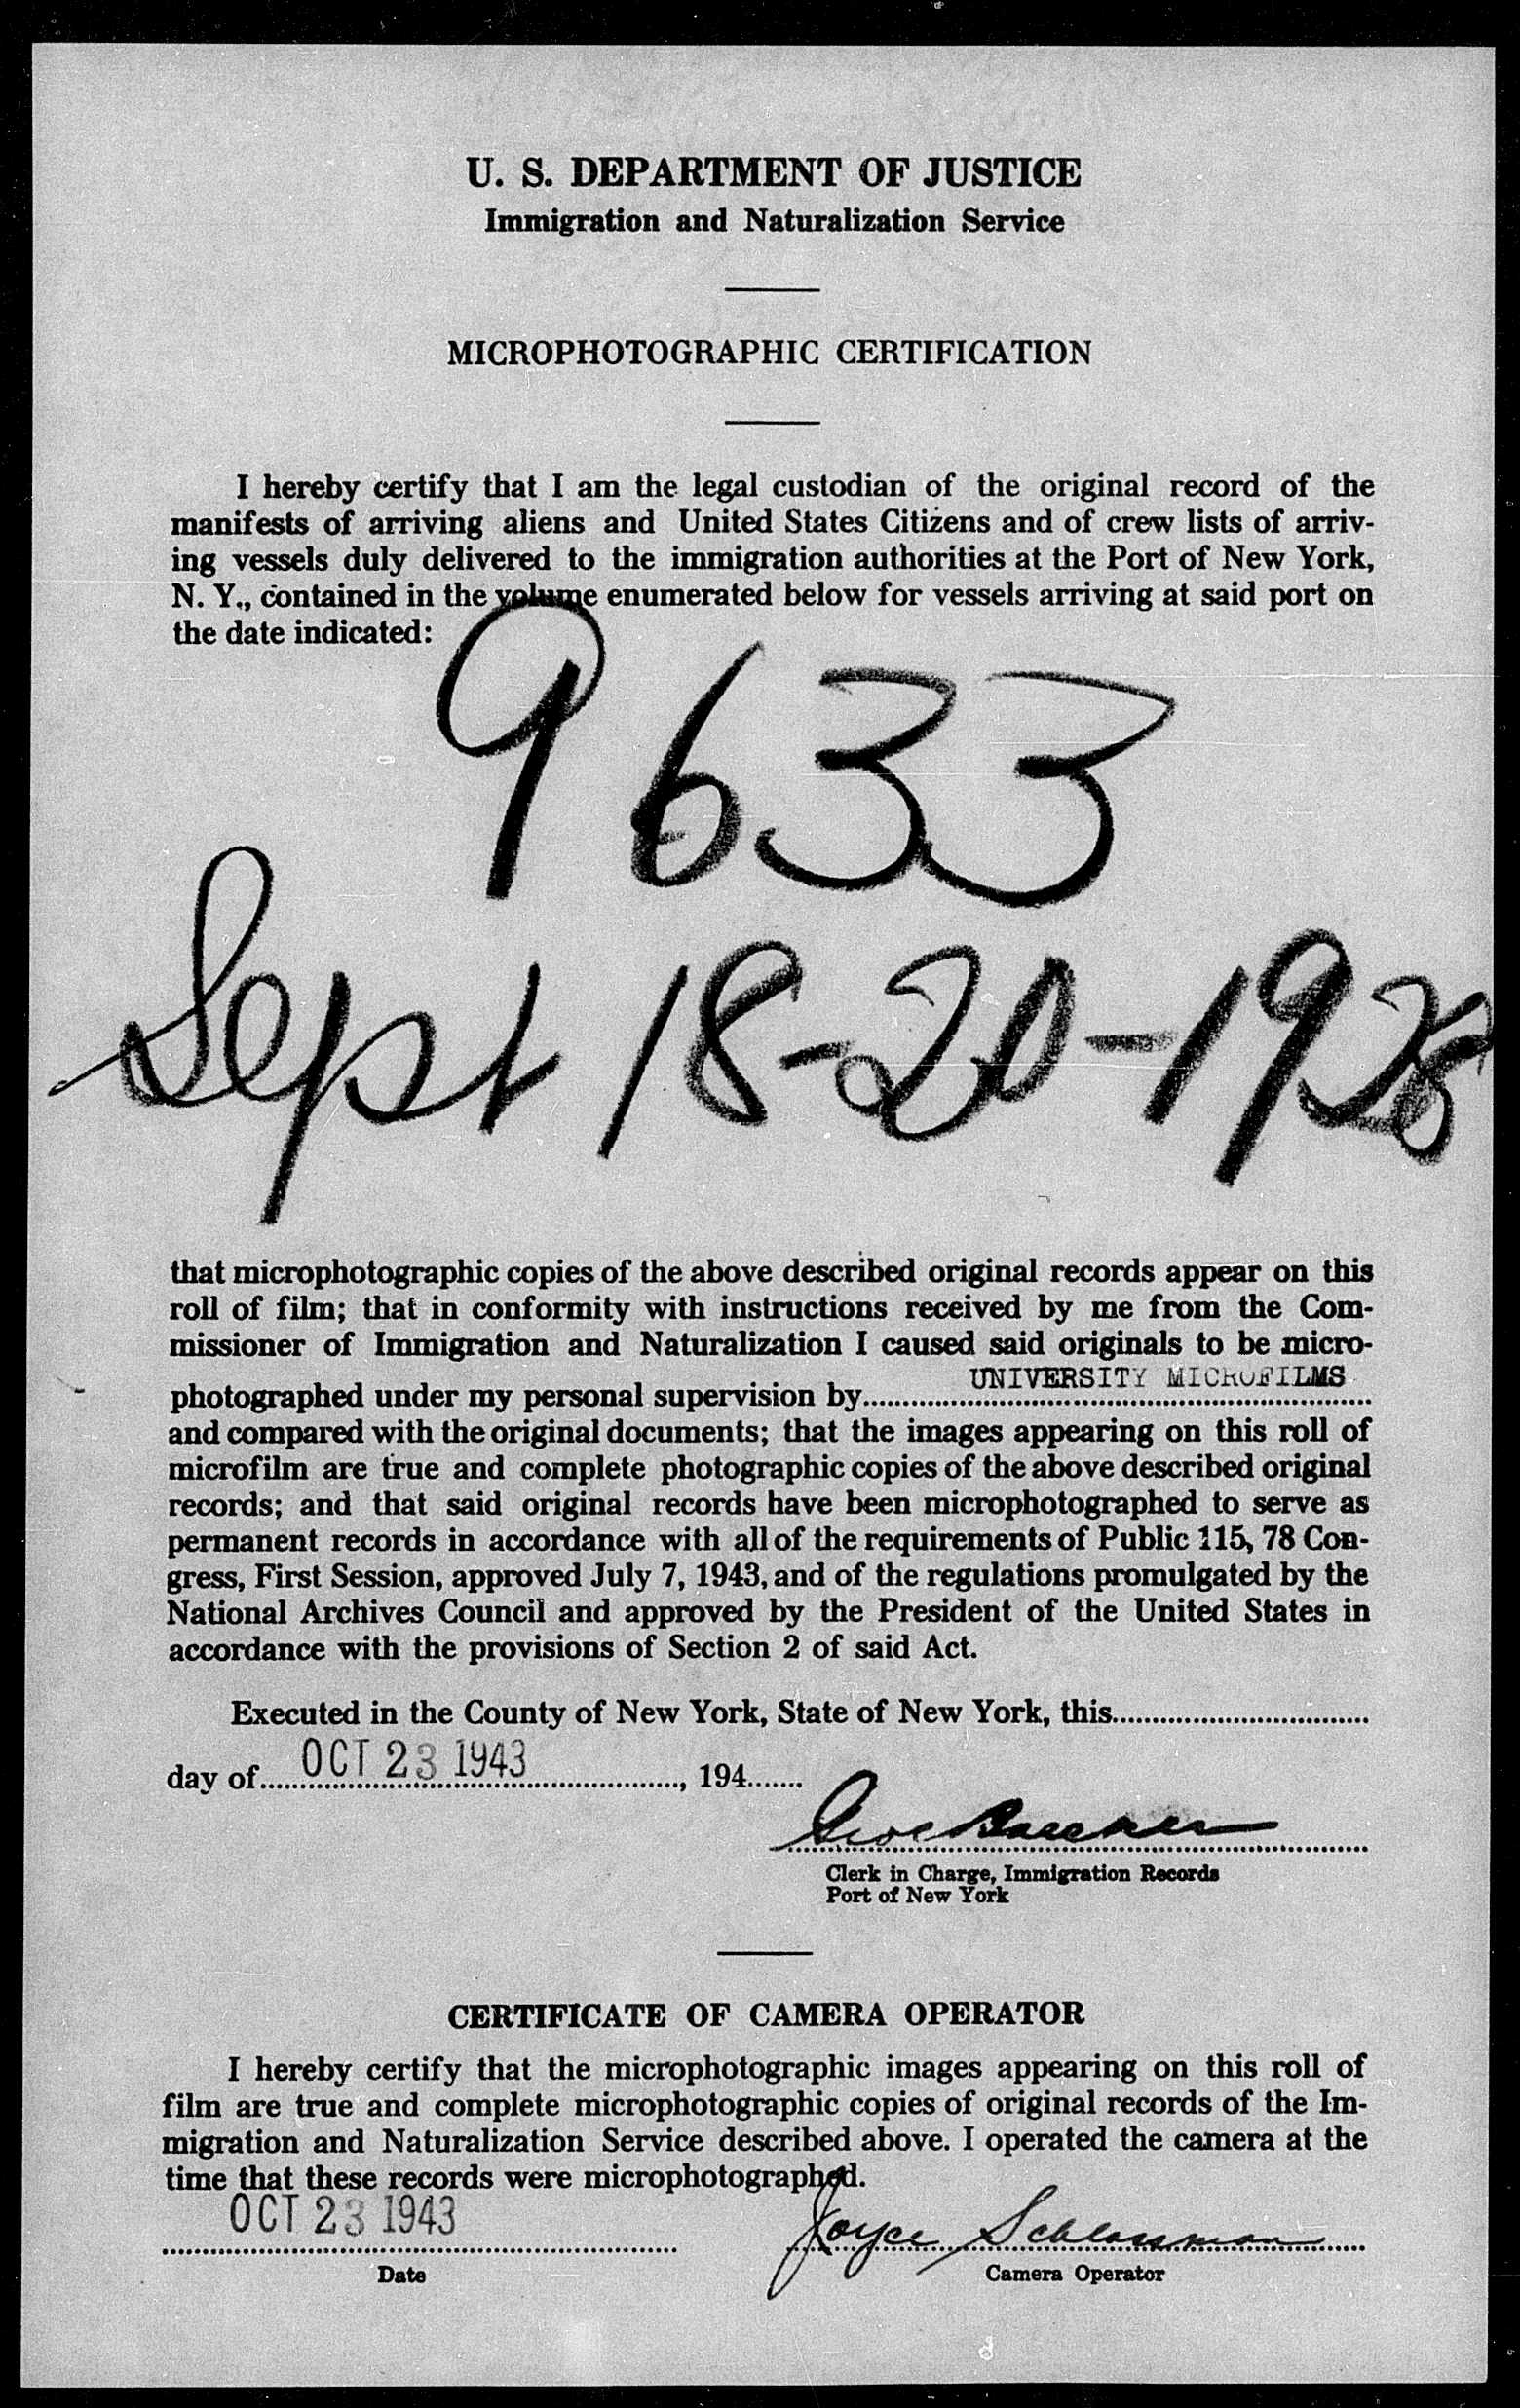 U. S. DEPARTMENT OF JUSTICE
Immigration and Naturalization Service
MICROPHOTOGRAPHIC CERTIFICATION
I hereby certify that I am the legal custodian of the original record of the
manifests of arriving aliens and United States Citizens and of crew lists of arriv-
ing vessels duly delivered to the immigration authorities at the Port of New York,
N. Y., contained in the volume enumerated below for vessels arriving at said port on
the date indicated:
9633
Sept 18-20-1928
that microphotographic copies of the above described original records appear on this
roll of film; that in conformity with instructions received by me from the Com-
missioner of Immigration and Naturalization I caused said originals to be micro-
photographed under my personal supervision by UNIVERSITY MICROFILMS
and compared with the original documents; that the images appearing on this roll of
microfilm are true and complete photographic copies of the above described original
records; and that said original records have been microphotographed to serve as
permanent records in accordance with all of the requirements of Public 115, 78 Con-
gress, First Session, approved July 7, 1943, and of the regulations promulgated by the
National Archives Council and approved by the President of the United States in
accordance with the provisions of Section 2 of said Act.
Executed in the County of New York, State of New York, this
day of OCT 23 1943, 194
Clerk in Charge, Immigration Records
Port of New York
CERTIFICATE OF CAMERA OPERATOR
I hereby certify that the microphotographic images appearing on this roll of
film are true and complete microphotographic copies of original records of the Im-
migration and Naturalization Service described above. I operated the camera at the
time that these records were microphotographed.
OCT 23 1943 Joyce Schlossman
Date Camera Operator